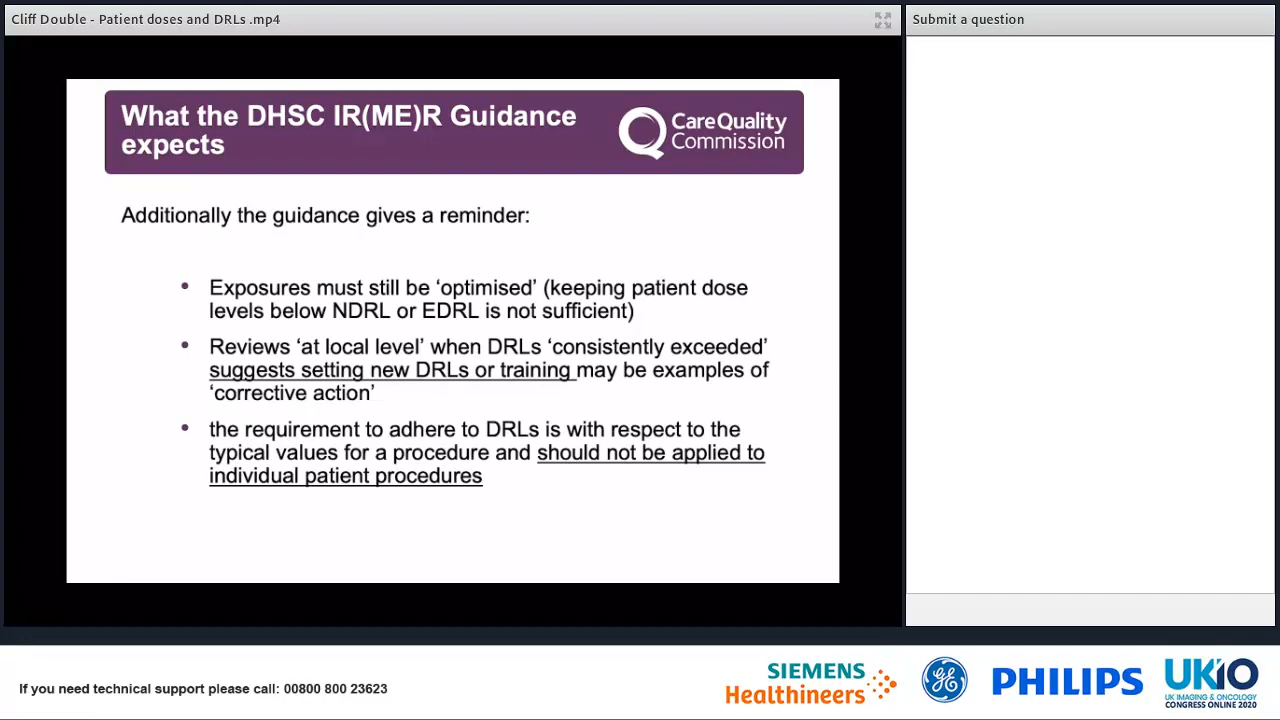 Cliff Double - Patient doses and DRLs .mp4
Submit a question
What the DHSC IR(ME)R Guidance
expects
CareQuality
Commission
Additionally the guidance gives a reminder:
• Exposures must still be ‘optimised’ (keeping patient dose
levels below NDRL or EDRL is not sufficient)
• Reviews ‘at local level’ when DRLs ‘consistently exceeded’
suggests setting new DRLs or training may be examples of
‘corrective action’
• the requirement to adhere to DRLs is with respect to the
typical values for a procedure and should not be applied to
individual patient procedures
If you need technical support please call: 00800 800 23623
SIEMENS
Healthineers
GE
PHILIPS
UKIO
UK IMAGING & ONCOLOGY
CONGRESS ONLINE 2020